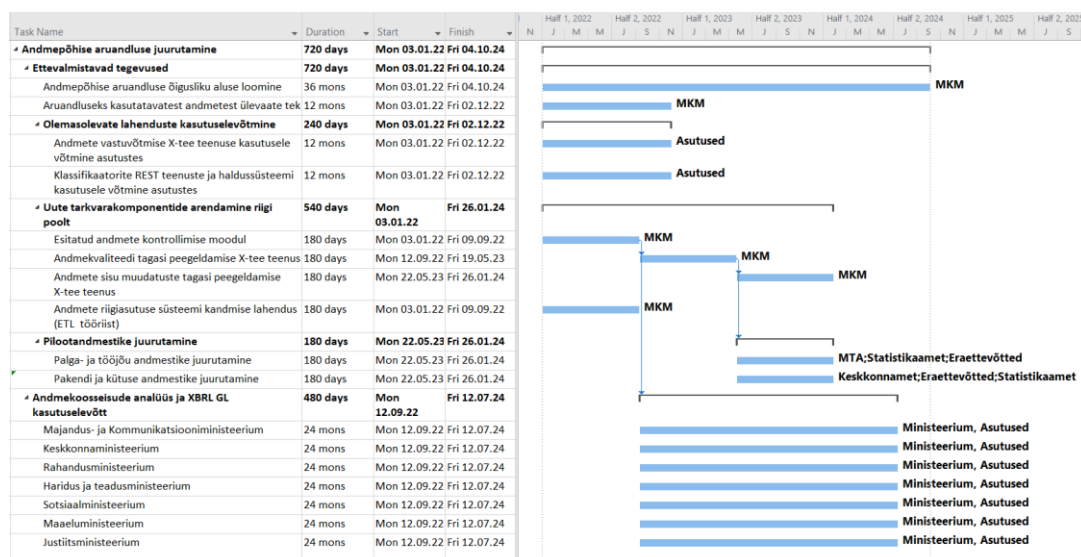 Half 1, 2022 Half 2, 2022 Half 1, 2023 Half 2, 2023 Half 1, 2024 Half 2, 2024 Half 1, 2025 Half 2, 2025
Task Name Duration Start Finish N J M M J S N J M M J S N J M M J S N J M M J S
Andmepõhise aruandluse juurutamine 720 days Mon 03.01.22 Fri 04.10.24
Ettevalmistavad tegevused 720 days Mon 03.01.22 Fri 04.10.24
Andmepõhise aruandluse õigusliku aluse loomine 36 mons Mon 03.01.22 Fri 04.10.24 MKM
Aruandluseks kasutatavatest andmetest ülevaate tek 12 mons Mon 03.01.22 Fri 02.12.22 MKM
Olemasolevate lahenduste kasutuselevõtmine 240 days Mon 03.01.22 Fri 02.12.22
Andmete vastuvõtmise X-tee teenuse kasutusele 12 mons Mon 03.01.22 Fri 02.12.22 Asutused
võtmine asutustes
Klassifikaatorite REST teenuste ja haldussüsteemi 12 mons Mon 03.01.22 Fri 02.12.22 Asutused
kasutusele võtmine asutustes
Uute tarkvarakomponentide arendamine riigi 540 days Mon Fri 26.01.24
poolt 03.01.22
Esitatud andmete kontrollimise moodul 180 days Mon 03.01.22 Fri 09.09.22 MKM
Andmekvaliteedi tagasi peegeldamise X-tee teenus 180 days Mon 12.09.22 Fri 19.05.23 MKM
Andmete sisu muudatuste tagasi peegeldamise 180 days Mon 22.05.23 Fri 26.01.24 MKM
X-tee teenus
Andmete riigiasutuse süsteemi kandmise lahendus 180 days Mon 03.01.22 Fri 09.09.22 MKM
(ETL tööriist)
Pilootandmestike juurutamine 180 days Mon 22.05.23 Fri 26.01.24
Palga- ja tööjõu andmestike juurutamine 180 days Mon 22.05.23 Fri 26.01.24 MTA;Statistikaamet;Eraettevõtted
Pakendi ja kütuse andmestike juurutamine 180 days Mon 22.05.23 Fri 26.01.24 Keskkonnamet;Eraettevõtted;Statistikaamet
Andmekoosseisude analüüs ja XBRL GL 480 days Mon Fri 12.07.24
kasutuselevõtt 12.09.22
Majandus- ja Kommunikatsiooniministeerium 24 mons Mon 12.09.22 Fri 12.07.24 Ministeerium, Asutused
Keskkonnaministeerium 24 mons Mon 12.09.22 Fri 12.07.24 Ministeerium, Asutused
Rahandusministeerium 24 mons Mon 12.09.22 Fri 12.07.24 Ministeerium, Asutused
Haridus ja teadusministeerium 24 mons Mon 12.09.22 Fri 12.07.24 Ministeerium, Asutused
Sotsiaalministeerium 24 mons Mon 12.09.22 Fri 12.07.24 Ministeerium, Asutused
Maaeluministeerium 24 mons Mon 12.09.22 Fri 12.07.24 Ministeerium, Asutused
Justiitsministeerium 24 mons Mon 12.09.22 Fri 12.07.24 Ministeerium, Asutused